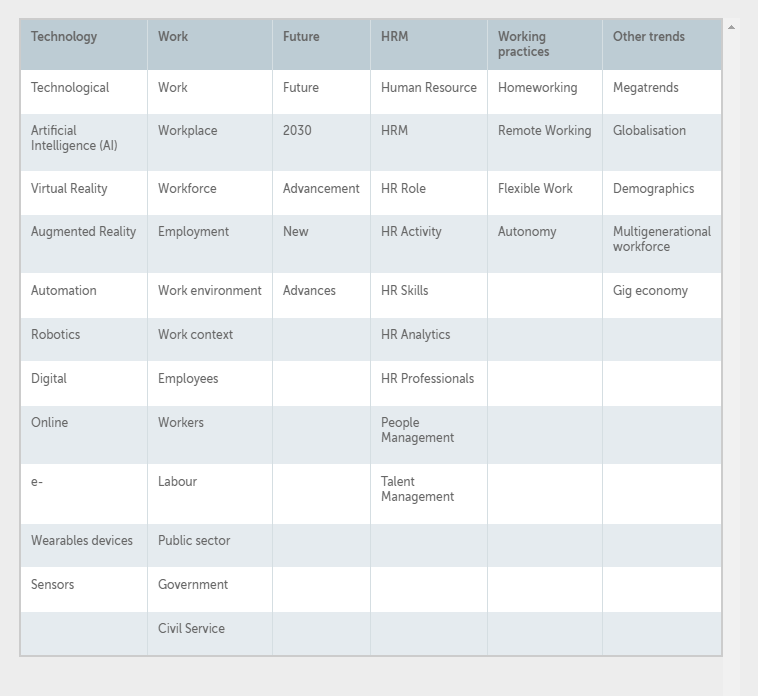 Technology Work Future HRM Working practices Other trends
Technological Work Future Human Resource Homeworking Megatrends
Artificial Intelligence (AI) Workplace 2030 HRM Remote Working Globalisation
Virtual Reality Workforce Advancement HR Role Flexible Work Demographics
Augmented Reality Employment New HR Activity Autonomy Multigenerational workforce
Automation Work environment Advances HR Skills Gig economy
Robotics Work context HR Analytics
Digital Employees HR Professionals
Online Workers People Management
e- Labour Talent Management
Wearables devices Public sector
Sensors Government
Civil Service